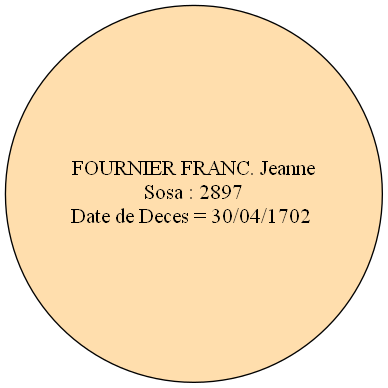 FOURNIER FRANC. Jeanne
Sosa : 2897
Date de Deces = 30/04/1702